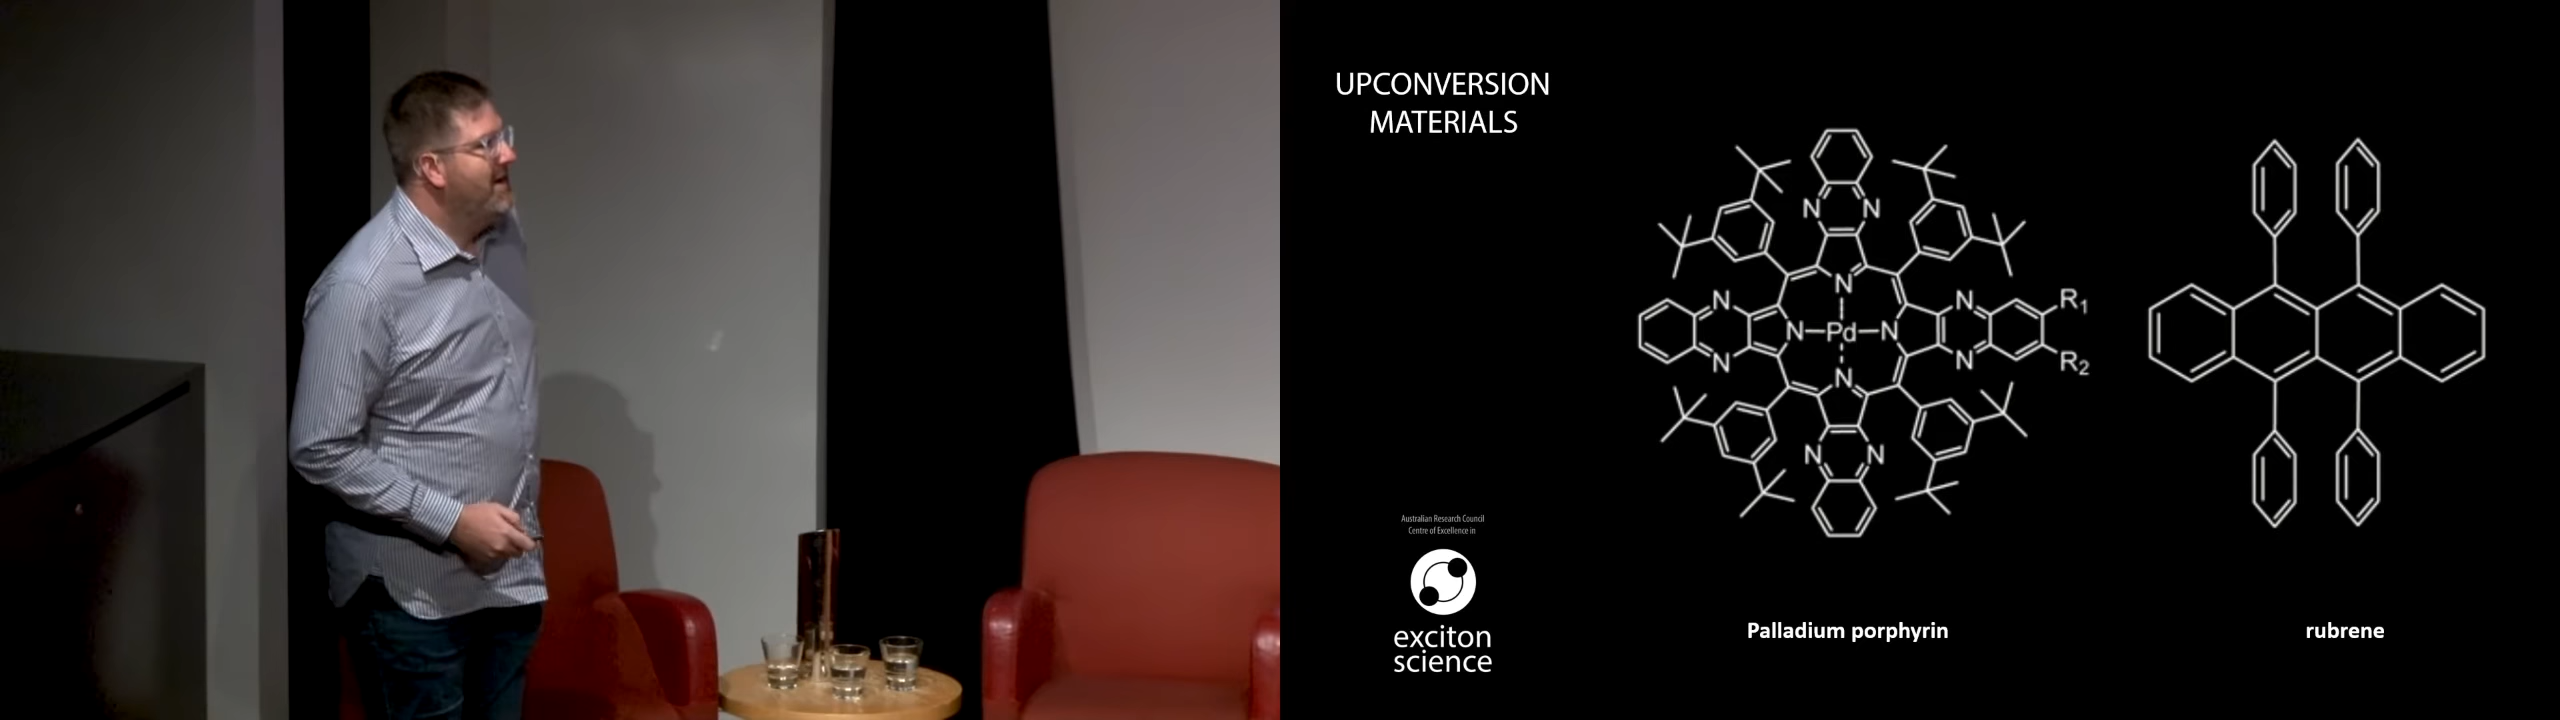 UPCONVERSION
MATERIALS
N N
N N
N
R1
N Pd N
N
N N
R2
N N
Australian Research Council
Centre of Excellence in
exciton
science
Palladium porphyrin
rubrene